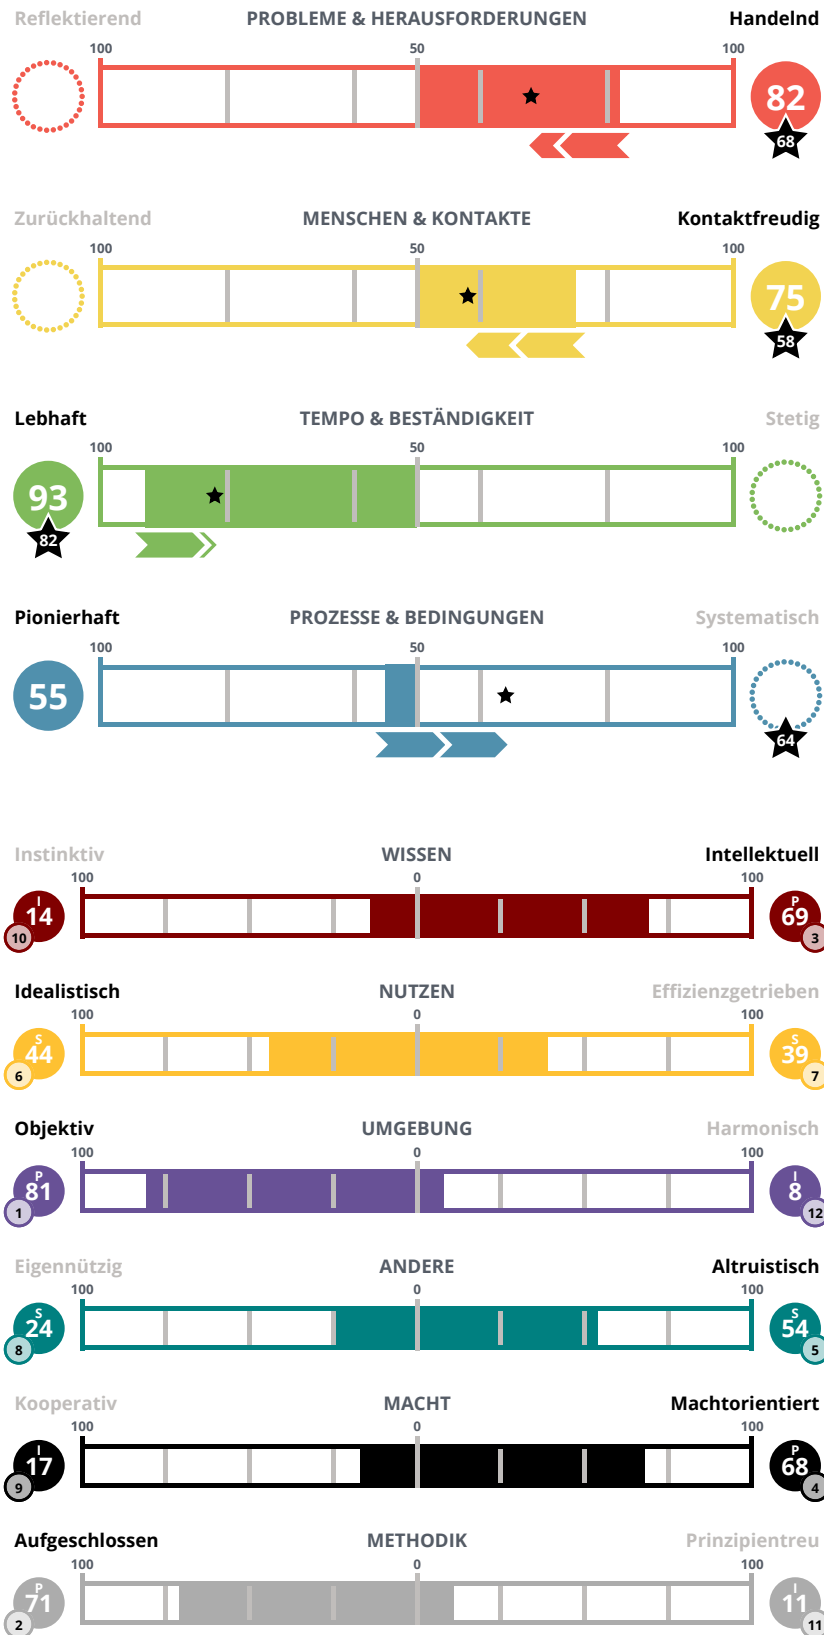 Reflektierend PROBLEME & HERAUSFORDERUNGEN Handelnd
100 50 100
82
68
Zurückhaltend MENSCHEN & KONTAKTE Kontaktfreudig
100 50 100
75
58
Lebhaft TEMPO & BESTÄNDIGKEIT Stetig
100 50 100
93
82
Pionierhaft PROZESSE & BEDINGUNGEN Systematisch
100 50 100
55
64
Instinktiv WISSEN Intellektuell
100 0 100
I P
14 69
10 3
Idealistisch NUTZEN Effizienzgetrieben
100 0 100
S S
44 39
6 7
Objektiv UMGEBUNG Harmonisch
100 0 100
P I
81 8
1 12
Eigennützig ANDERE Altruistisch
100 0 100
S S
24 54
8 5
Kooperativ MACHT Machtorientiert
100 0 100
I P
17 68
9 4
Aufgeschlossen METHODIK Prinzipientreu
100 0 100
P I
71 11
2 11